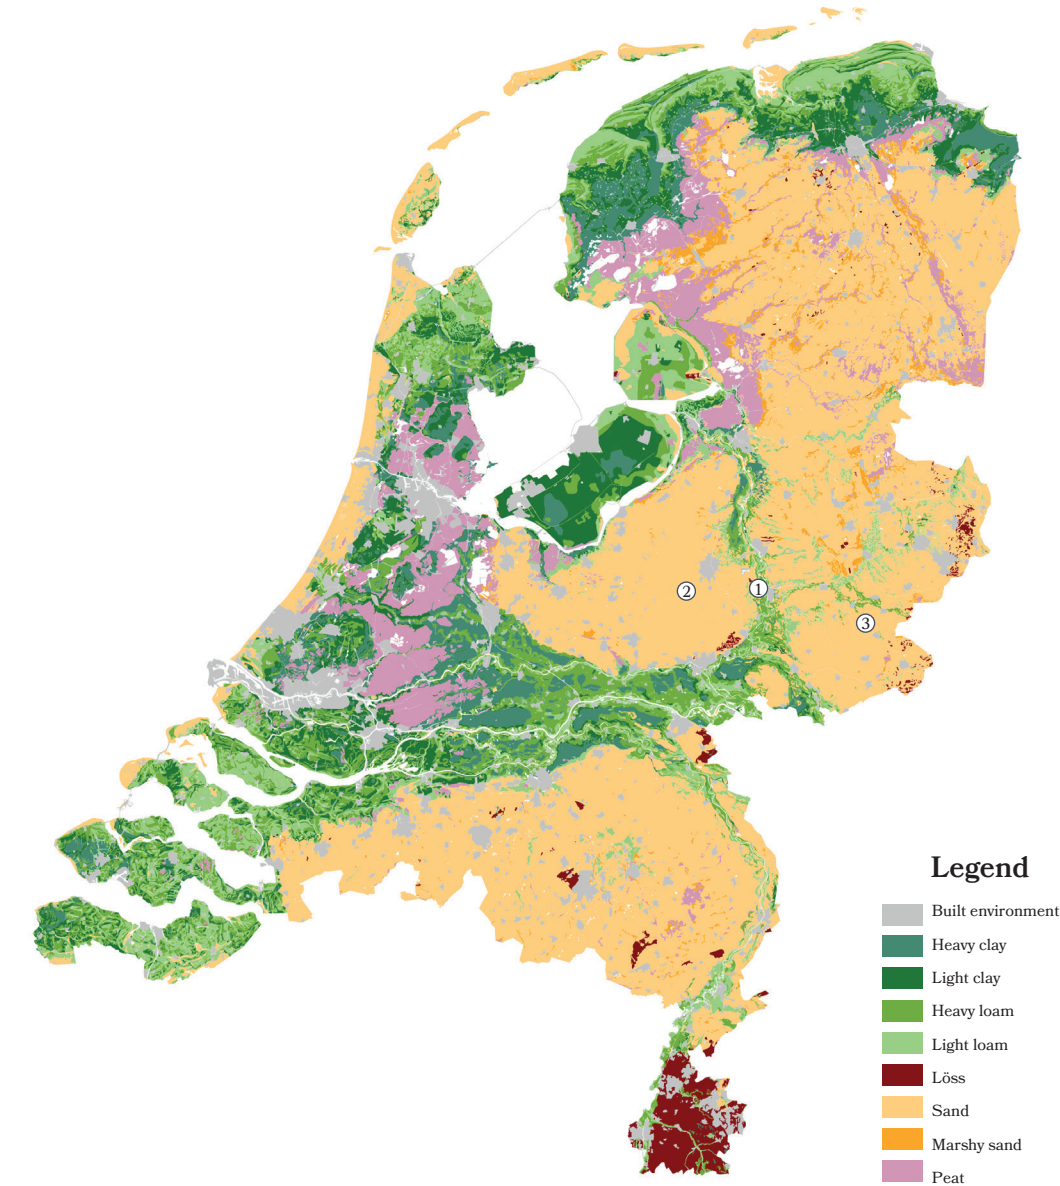 ②
①
③
Legend
Built environment
Heavy clay
Light clay
Heavy loam
Light loam
Löss
Sand
Marshy sand
Peat